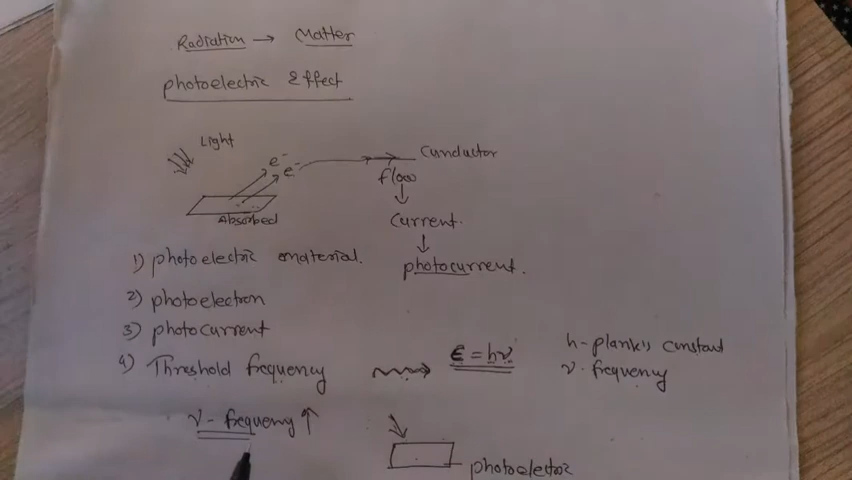 Radiation → Matter
photoelectric Effect
Light
e⁻
e⁻
Conductor
flow
Absorbed
Current.
photocurrent.
1) photoelectric material.
2) photoelectron
3) photocurrent
4) Threshold frequency
E = hν
h - plank's constant
ν - frequency
ν - frequency ↑
photoelectric